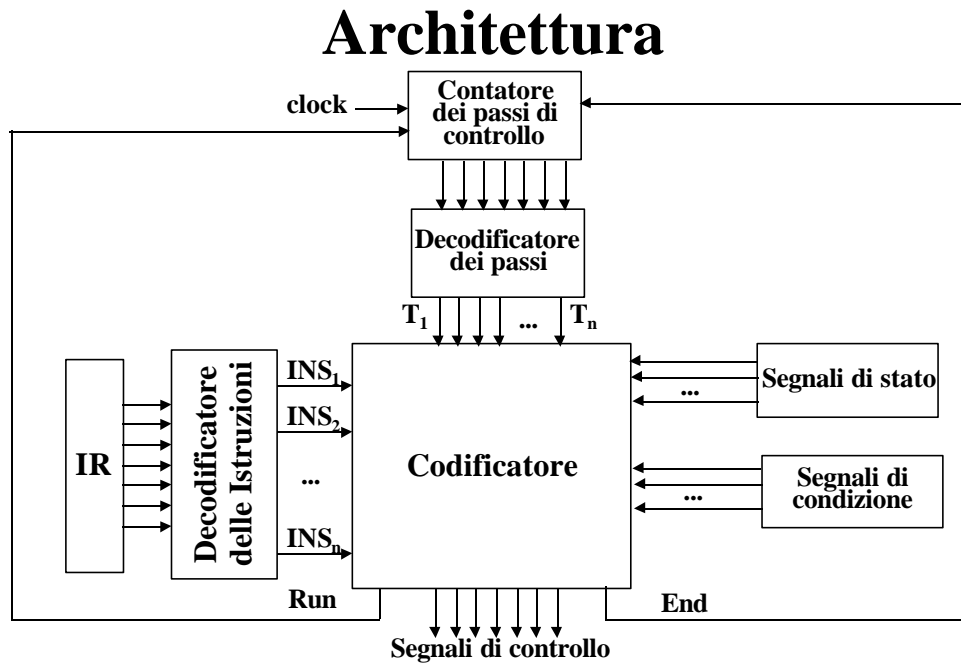 Architettura
Contatore
dei passi di
controllo
clock
Decodificatore
dei passi
T₁
...
Tₙ
IR
Decodificatore
delle Istruzioni
INS₁
INS₂
...
INSₙ
Codificatore
Segnali di stato
...
Segnali di
condizione
...
Run
End
Segnali di controllo